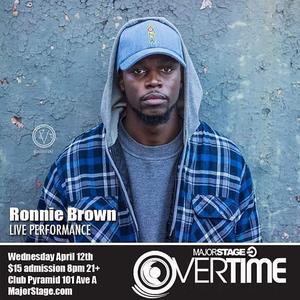 Ronnie Brown
LIVE PERFORMANCE
Wednesday April 12th
$15 admission 8pm 21+
Club Pyramid 101 Ave A
MajorStage.com
MAJORSTAGE
OVERTIME